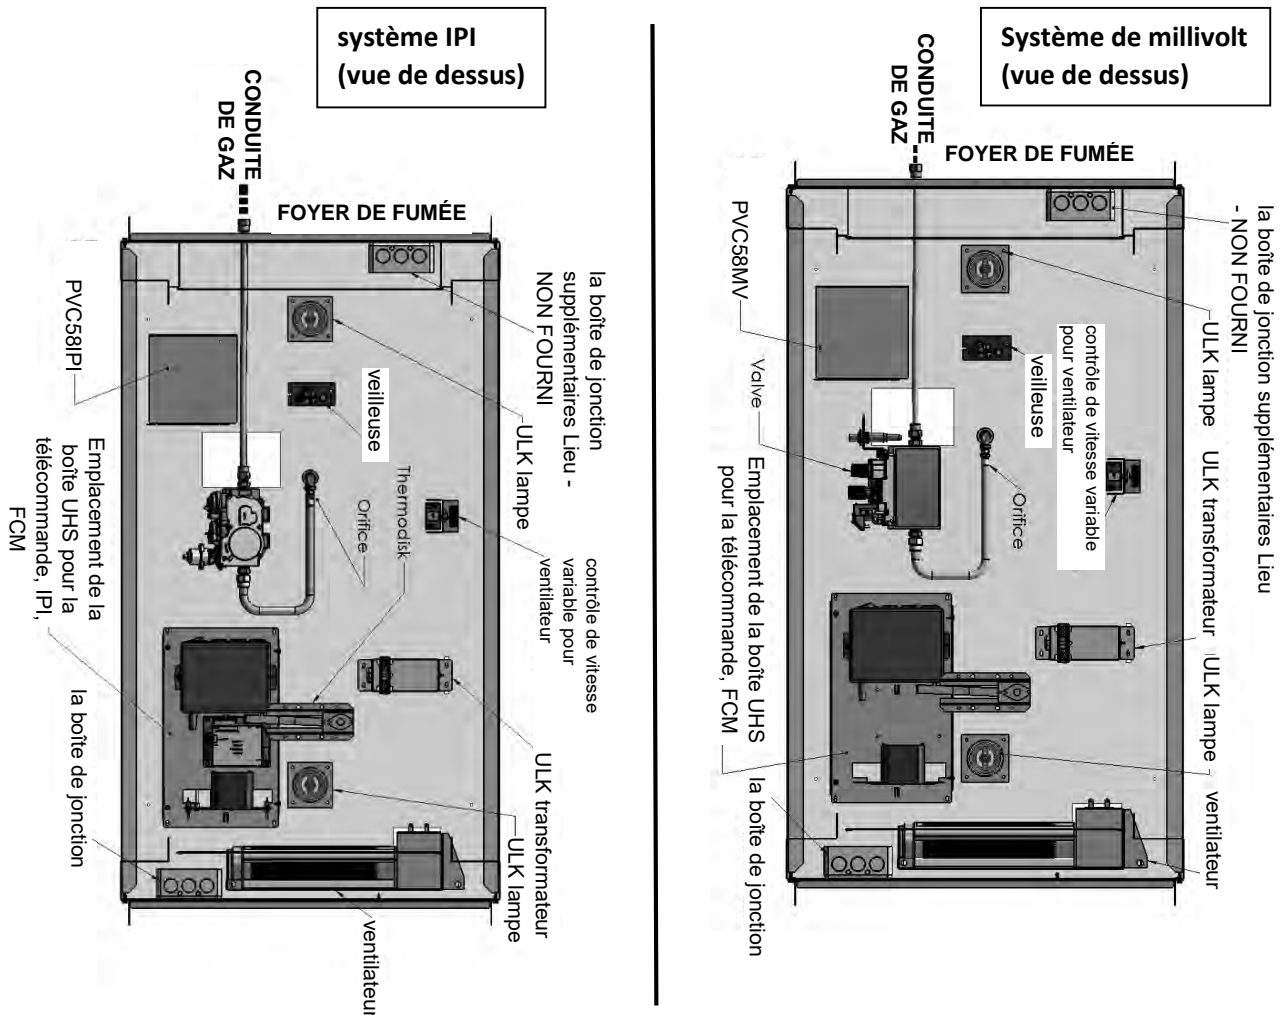 système IPI
(vue de dessus)
CONDUITE
DE GAZ
FOYER DE FUMÉE
la boîte de jonction
supplémentaires Lieu -
NON FOURNI
PVC58IPI
veilleuse
ULK lampe
Thermodisk
Orifice
contrôle de vitesse
variable pour
ventilateur
Emplacement de la
boîte UHS pour la
télécommande, IPI,
FCM
la boîte de jonction
ULK transformateur
ULK lampe
ventilateur
Système de millivolt
(vue de dessus)
CONDUITE
DE GAZ
FOYER DE FUMÉE
la boîte de jonction supplémentaires Lieu
- NON FOURNI
PVC58MV
ULK lampe
veilleuse
contrôle de vitesse variable
pour ventilateur
Valve
Orifice
ULK transformateur
Emplacement de la boîte UHS
pour la télécommande, FCM
ULK lampe
la boîte de jonction
ventilateur